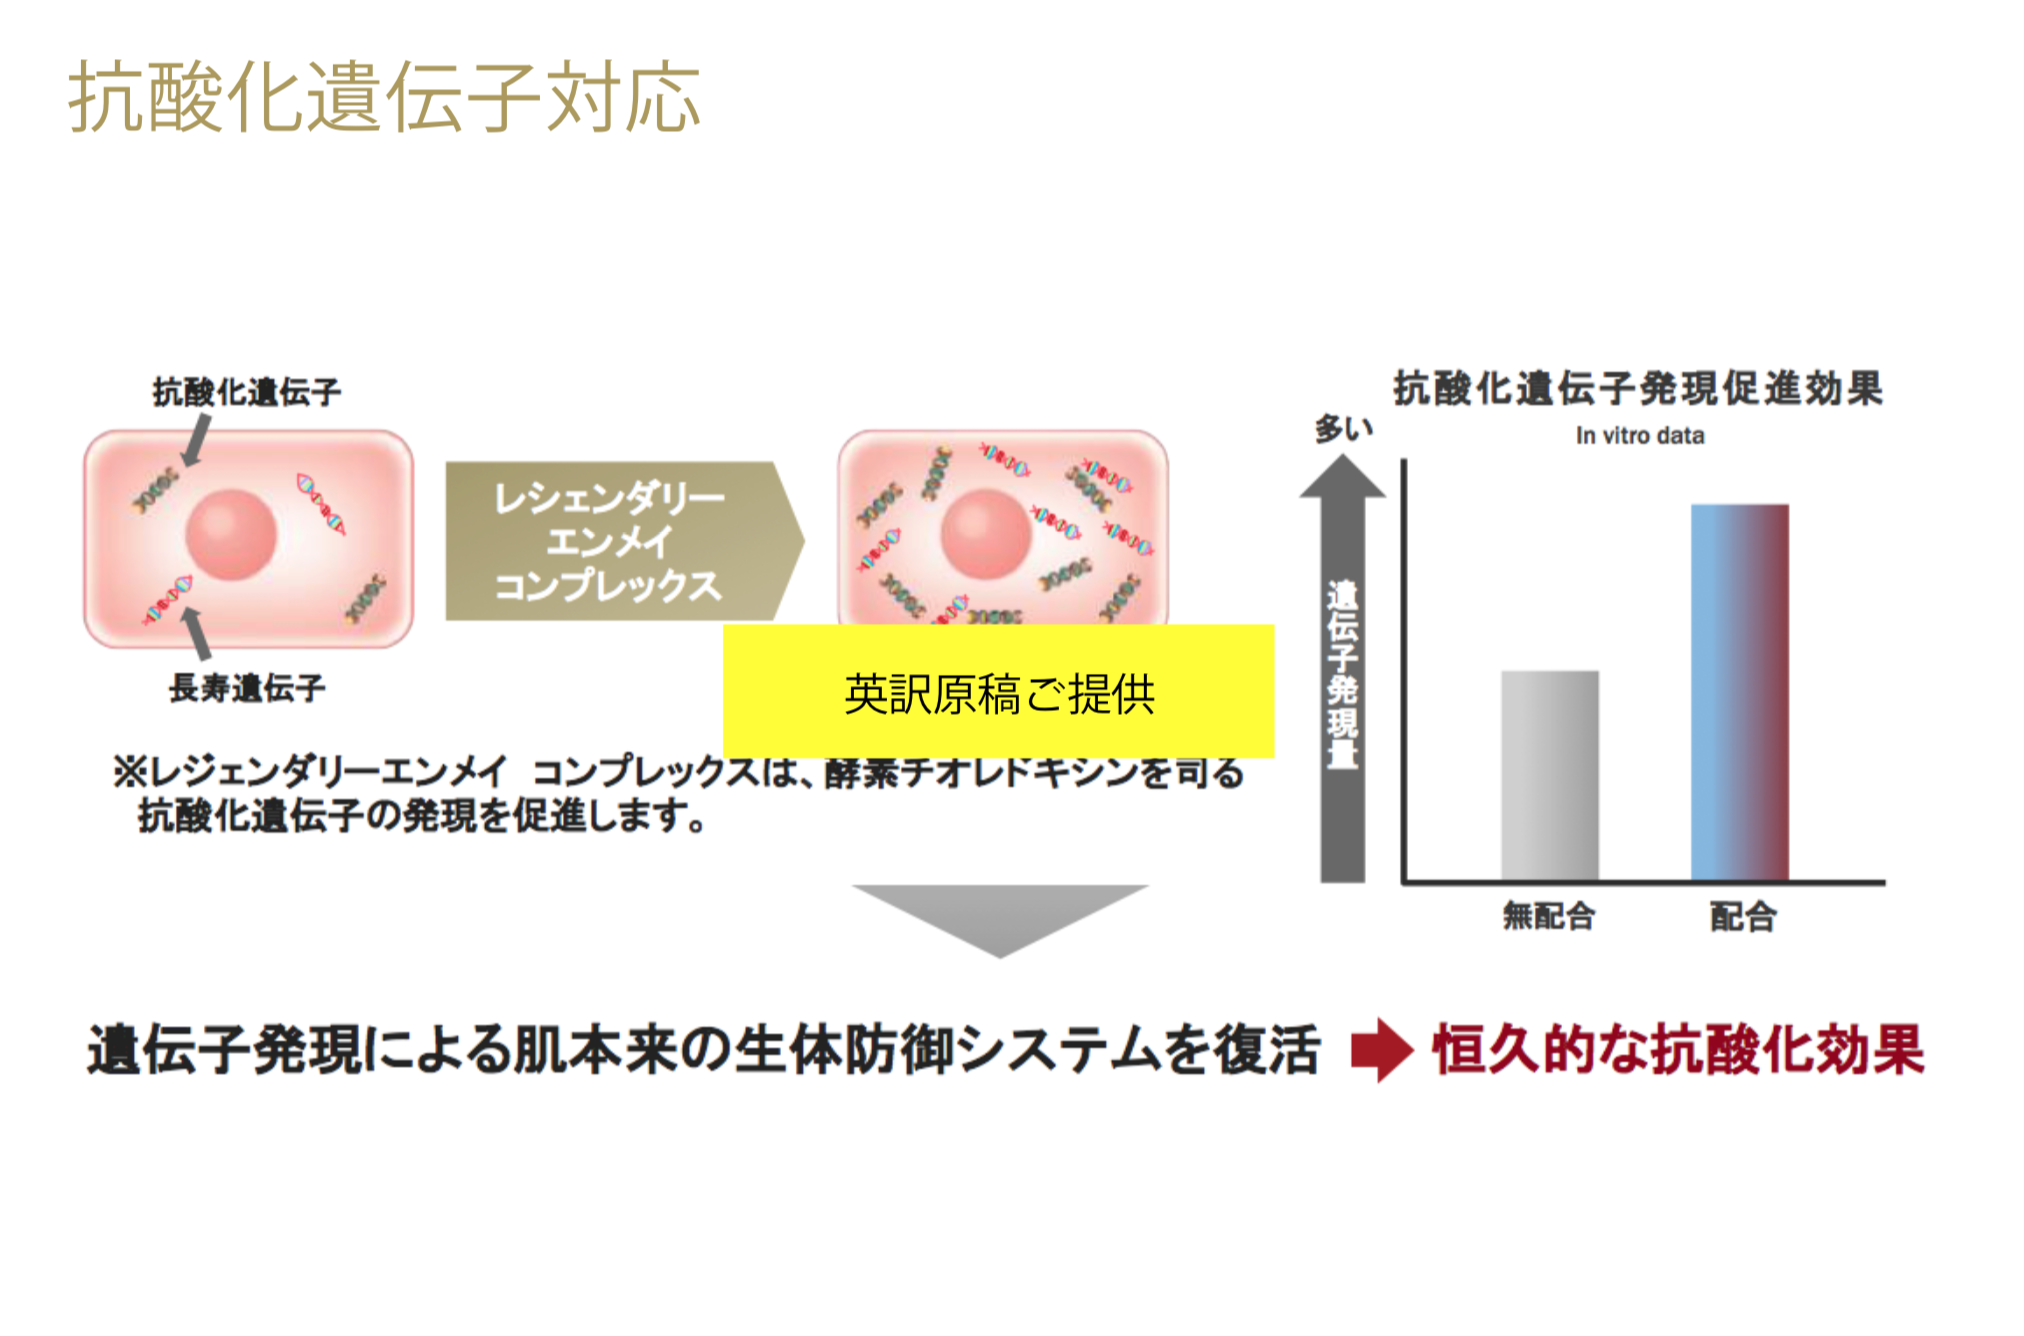 抗酸化遺伝子対応
抗酸化遺伝子
長寿遺伝子
レシェンダリー
エンメイ
コンプレックス
英訳原稿ご提供
※レジェンダリーエンメイ　コンプレックスは、酵素チオレドキシンを司る
抗酸化遺伝子の発現を促進します。
抗酸化遺伝子発現促進効果
In vitro data
多い
遺伝子発現量
無配合
配合
遺伝子発現による肌本来の生体防御システムを復活
恒久的な抗酸化効果